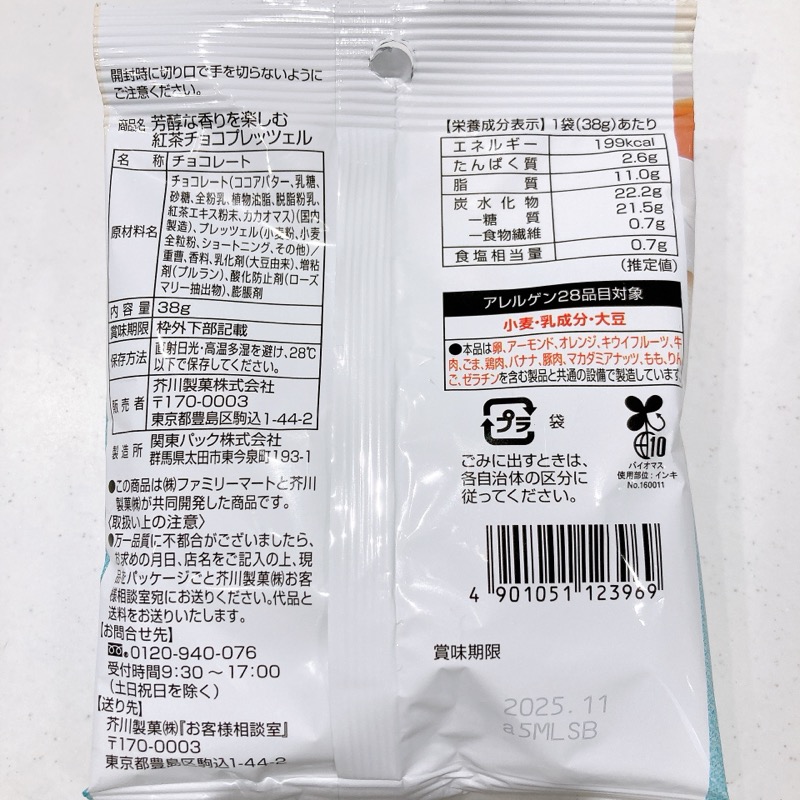 開封時に切り口で手を切らないように
ご注意ください。
商品名 芳醇な香りを楽しむ
紅茶チョコプレッツェル
名称 チョコレート
原材料名 チョコレート(ココアバター、乳糖、
砂糖、全粉乳、植物油脂、脱脂粉乳、
紅茶エキス粉末、カカオマス)(国内
製造)、プレッツェル(小麦粉、小麦
全粒粉、ショートニング、その他)/
重曹、香料、乳化剤(大豆由来)、増粘
剤(プルラン)、酸化防止剤(ローズ
マリー抽出物)、膨脹剤
内容量 38g
賞味期限 枠外下部記載
保存方法 直射日光・高温多湿を避け、28℃
以下で保存してください。
販売者 芥川製菓株式会社
〒170-0003
東京都豊島区駒込1-44-2
製造所 関東パック株式会社
群馬県太田市東今泉町193-1
●この商品は㈱ファミリーマートと芥川
製菓㈱が共同開発した商品です。
〈取扱い上の注意〉
●万一品質に不都合がございましたら、
お求めの月日、店名をご記入の上、現
品をパッケージごと芥川製菓㈱お客
様相談室宛にお送りください。代品と
送料をお送りいたします。
【お問合せ先】
0120-940-076
受付時間9:30～17:00
(土日祝日を除く)
【送り先】
芥川製菓㈱『お客様相談室』
〒170-0003
東京都豊島区駒込1-44-2
【栄養成分表示】1袋(38g)あたり
エネルギー 199kcal
たんぱく質 2.6g
脂質 11.0g
炭水化物 22.2g
―糖質 21.5g
―食物繊維 0.7g
食塩相当量 0.7g
(推定値)
アレルゲン28品目対象
小麦・乳成分・大豆
●本品は卵、アーモンド、オレンジ、キウイフルーツ、牛
肉、ごま、鶏肉、バナナ、豚肉、マカダミアナッツ、もも、りん
ご、ゼラチンを含む製品と共通の設備で製造しています。
プラ 袋
ごみに出すときは、
各自治体の区分に
従ってください。
10
バイオマス
使用部位:インキ
No.160011
4 901051 123969
賞味期限
2025.11
a5MLSB